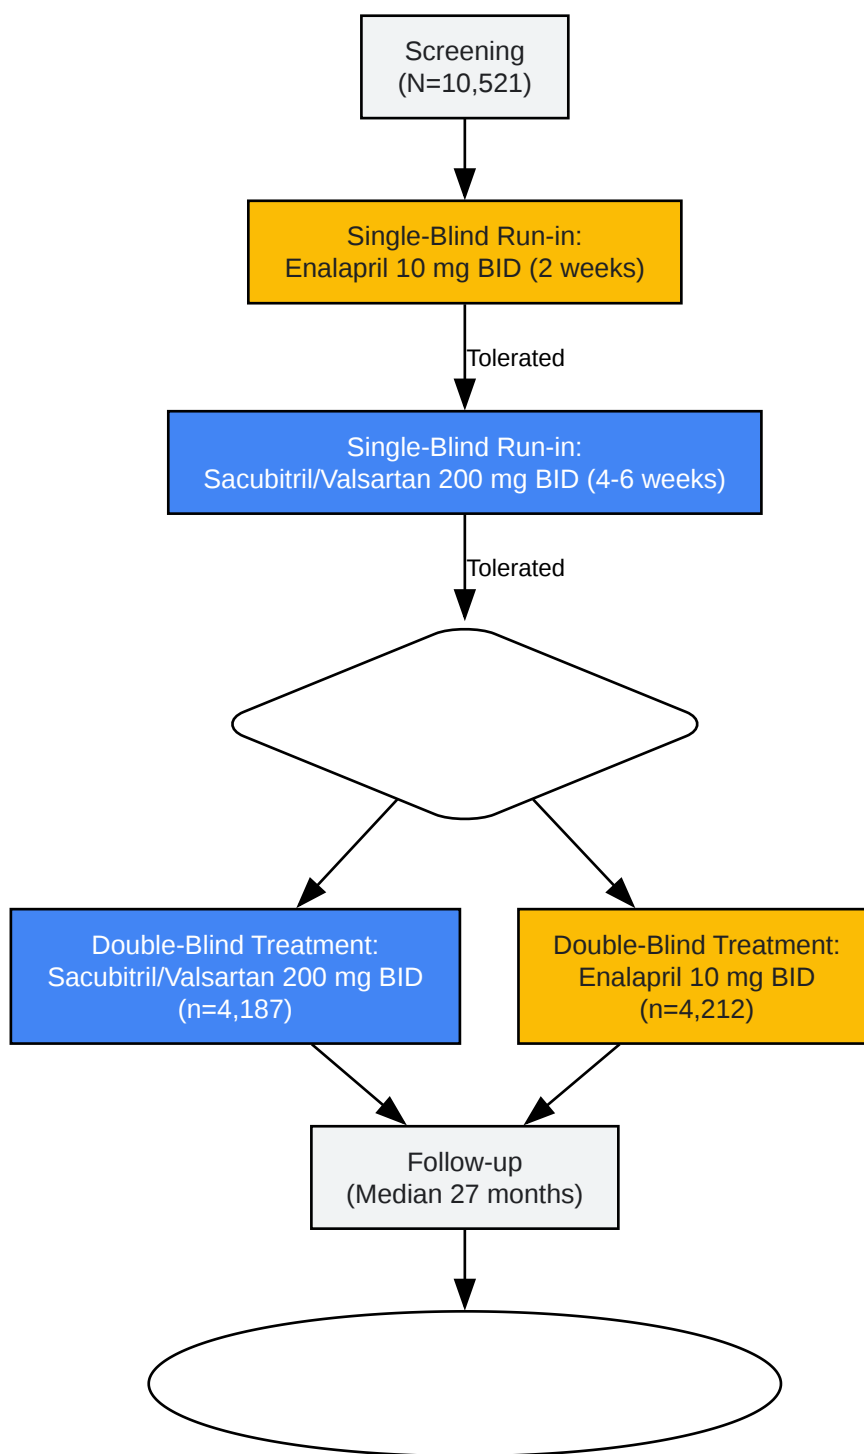 Screening
(N=10,521)
Single-Blind Run-in:
Enalapril 10 mg BID (2 weeks)
Tolerated
Single-Blind Run-in:
Sacubitril/Valsartan 200 mg BID (4-6 weeks)
Tolerated
Double-Blind Treatment:
Sacubitril/Valsartan 200 mg BID
(n=4,187)
Double-Blind Treatment:
Enalapril 10 mg BID
(n=4,212)
Follow-up
(Median 27 months)